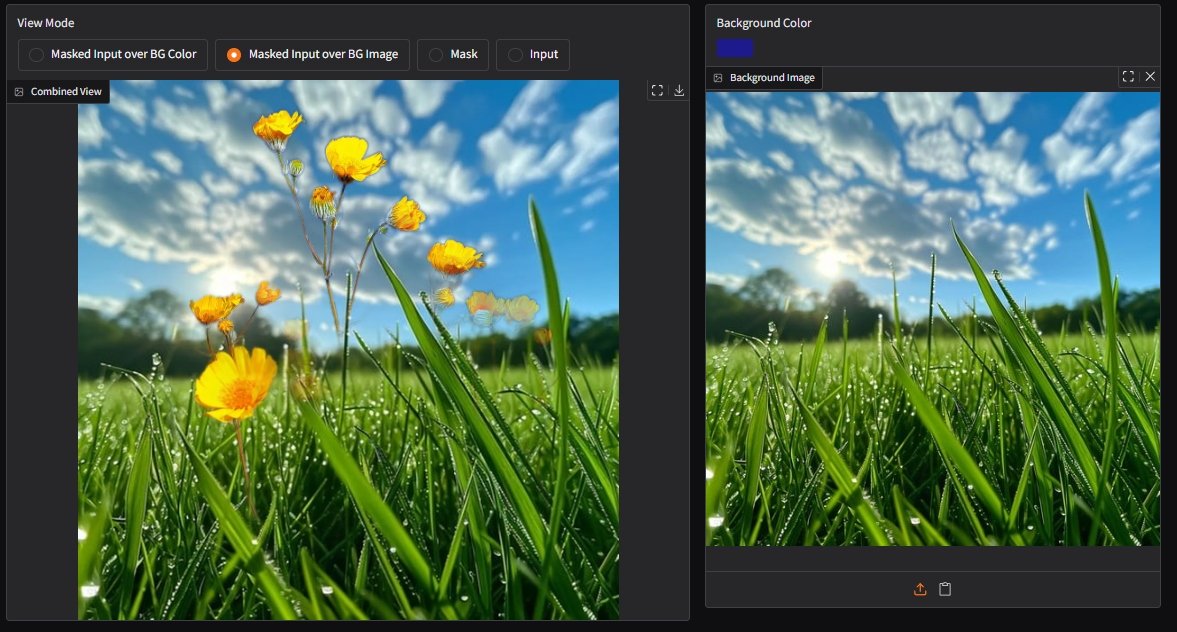 View Mode
Masked Input over BG Color
Masked Input over BG Image
Mask
Input
Combined View
Background Color
Background Image